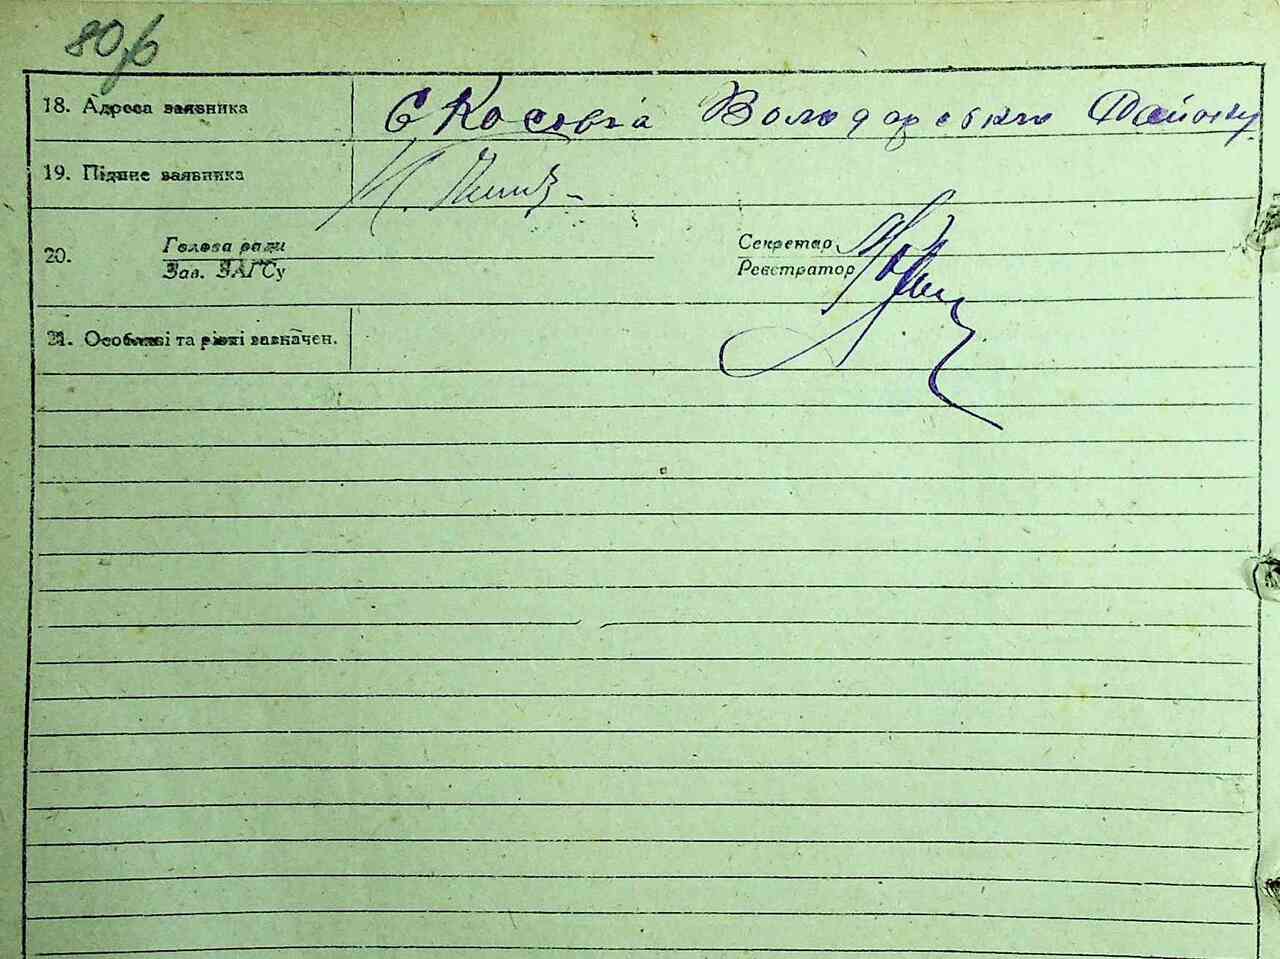 80
18. Адреса заявника с Косовка Володарського Району
19. Підпис заявника
20. Голова ради Секретар
Зав. ЗАГСу Реєстратор
21. Особливі та різні зазначен.